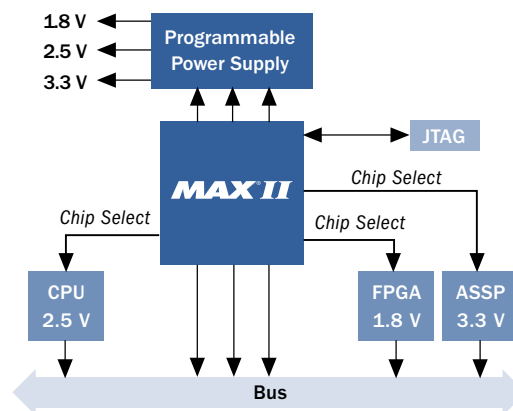 1.8 V
2.5 V
3.3 V
Programmable
Power Supply
MAX® II
JTAG
Chip Select
Chip Select
Chip Select
CPU
2.5 V
FPGA
1.8 V
ASSP
3.3 V
Bus